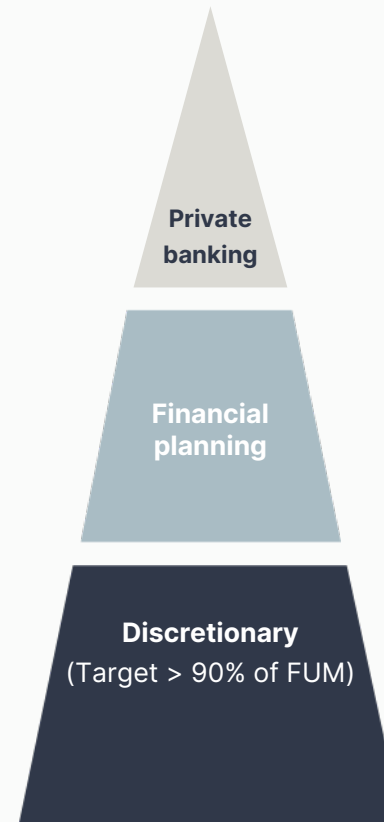 Private
banking
Financial
planning
Discretionary
(Target > 90% of FUM)